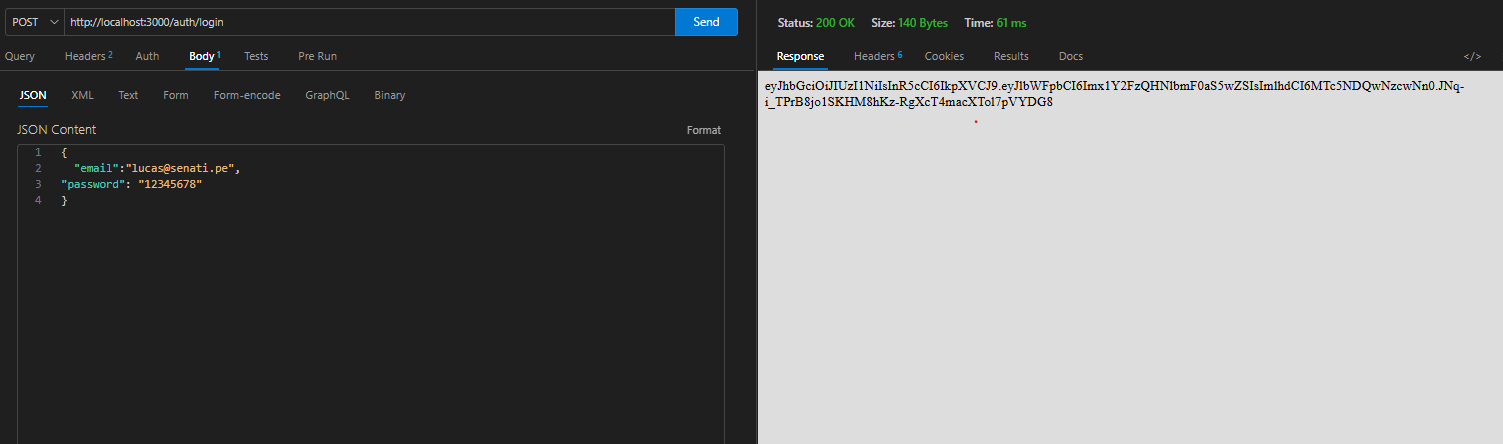 POST http://localhost:3000/auth/login Send
Status: 200 OK Size: 140 Bytes Time: 61 ms
Query Headers 2 Auth Body 1 Tests Pre Run
Response Headers 6 Cookies Results Docs </>
JSON XML Text Form Form-encode GraphQL Binary
JSON Content Format
1 {
2 "email":"lucas@senati.pe",
3 "password": "12345678"
4 }
eyJhbGciOiJIUzI1NiIsInR5cCI6IkpXVCJ9.eyJlbWFpbCI6Imx1Y2FzQHNlbmF0aS5wZSIsImlhdCI6MTc5NDQwNzcwNn0.JNq-
i_TPrB8jo1SKHM8hKz-RgXcT4macXTol7pVYDG8